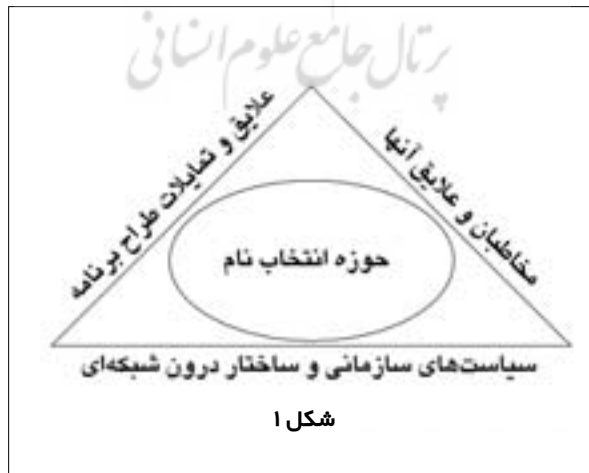 پرتال جامع علوم انسانی
علایق و تمایلات طراح برنامه
مخاطبان و علایق آنها
حوزه انتخاب نام
سیاست‌های سازمانی و ساختار درون شبکه‌ای
شکل ۱